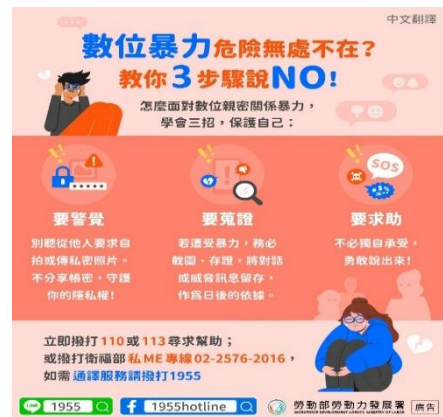 中文翻譯
數位暴力危險無處不在?
教你3步驟說NO!
怎麼面對數位親密關係暴力，
學會三招，保護自己：
SOS
要警覺
別聽從他人要求自
拍或傳私密照片。
不分享帳密，守護
你的隱私權!
要蒐證
若遭受暴力，務必
截圖、存證，將對話
或威脅訊息留存，
作為日後的依據。
要求助
不必獨自承受，
勇敢說出來!
立即撥打110或113尋求幫助；
或撥打衛福部私ME專線02-2576-2016，
如需通譯服務請撥打1955
LINE 1955
f 1955hotline
勞動部勞動力發展署
廣告